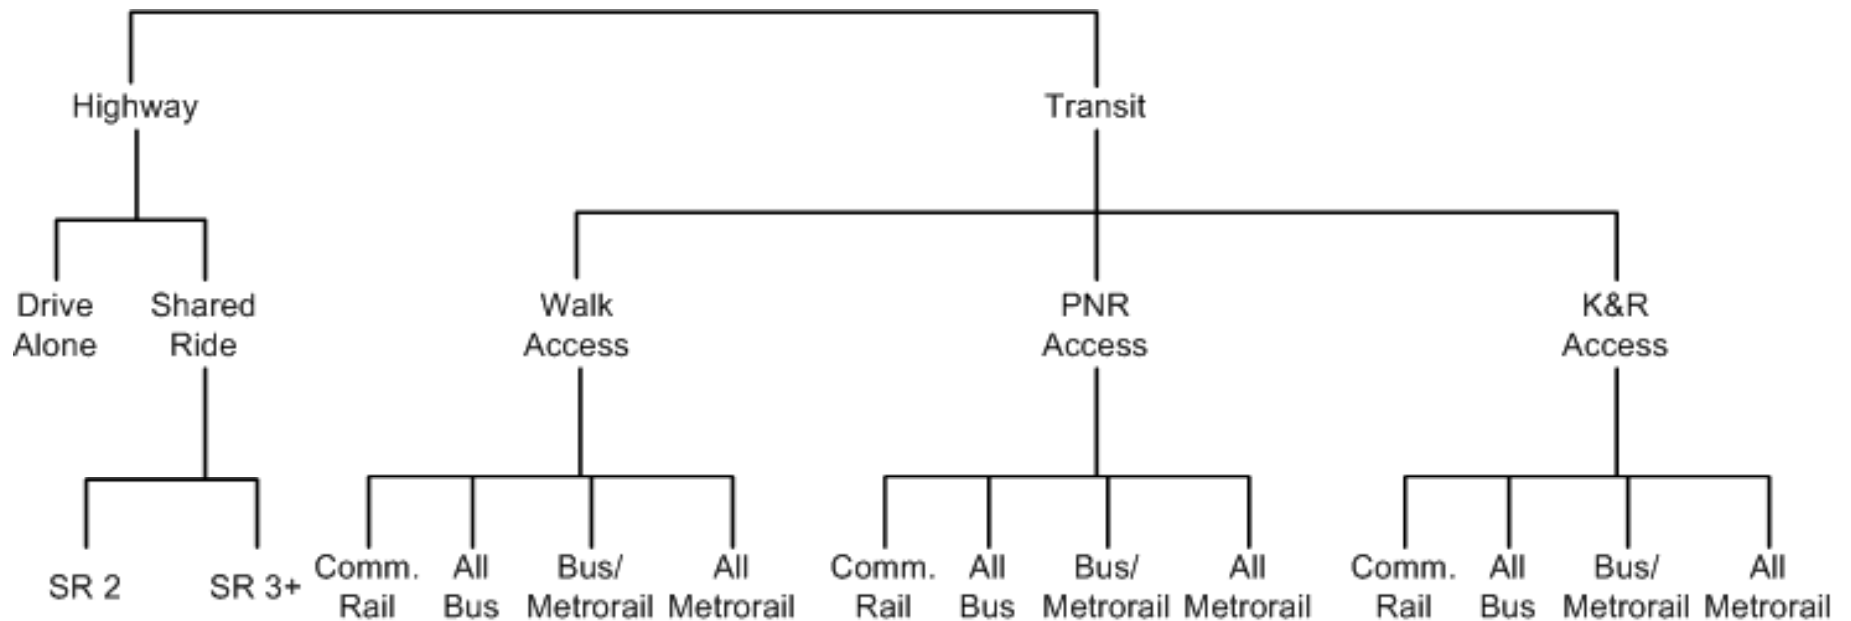 Highway
Transit
Drive
Alone
Shared
Ride
Walk
Access
PNR
Access
K&R
Access
SR 2
SR 3+
Comm.
Rail
All
Bus
Bus/
Metrorail
All
Metrorail
Comm.
Rail
All
Bus
Bus/
Metrorail
All
Metrorail
Comm.
Rail
All
Bus
Bus/
Metrorail
All
Metrorail